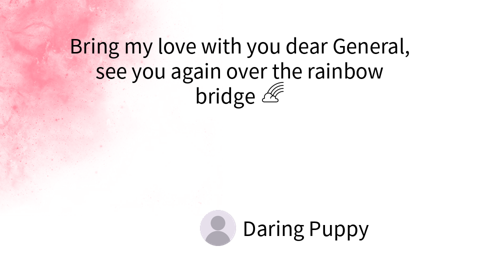 Bring my love with you dear General,
see you again over the rainbow
bridge 🌈
Daring Puppy